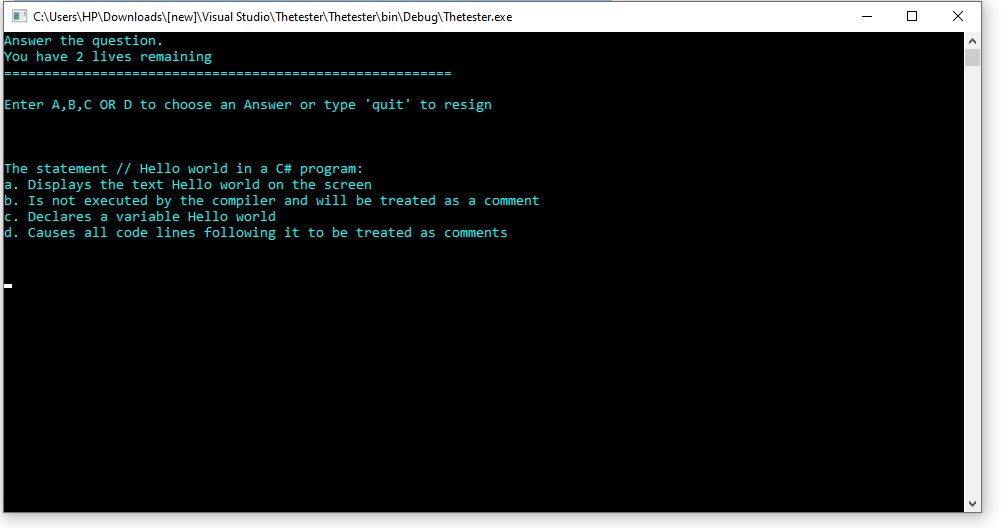 C:\Users\HP\Downloads\[new]\Visual Studio\Thetester\Thetester\bin\Debug\Thetester.exe
Answer the question.
You have 2 lives remaining
========================================================
Enter A,B,C OR D to choose an Answer or type 'quit' to resign
The statement // Hello world in a C# program:
a. Displays the text Hello world on the screen
b. Is not executed by the compiler and will be treated as a comment
c. Declares a variable Hello world
d. Causes all code lines following it to be treated as comments